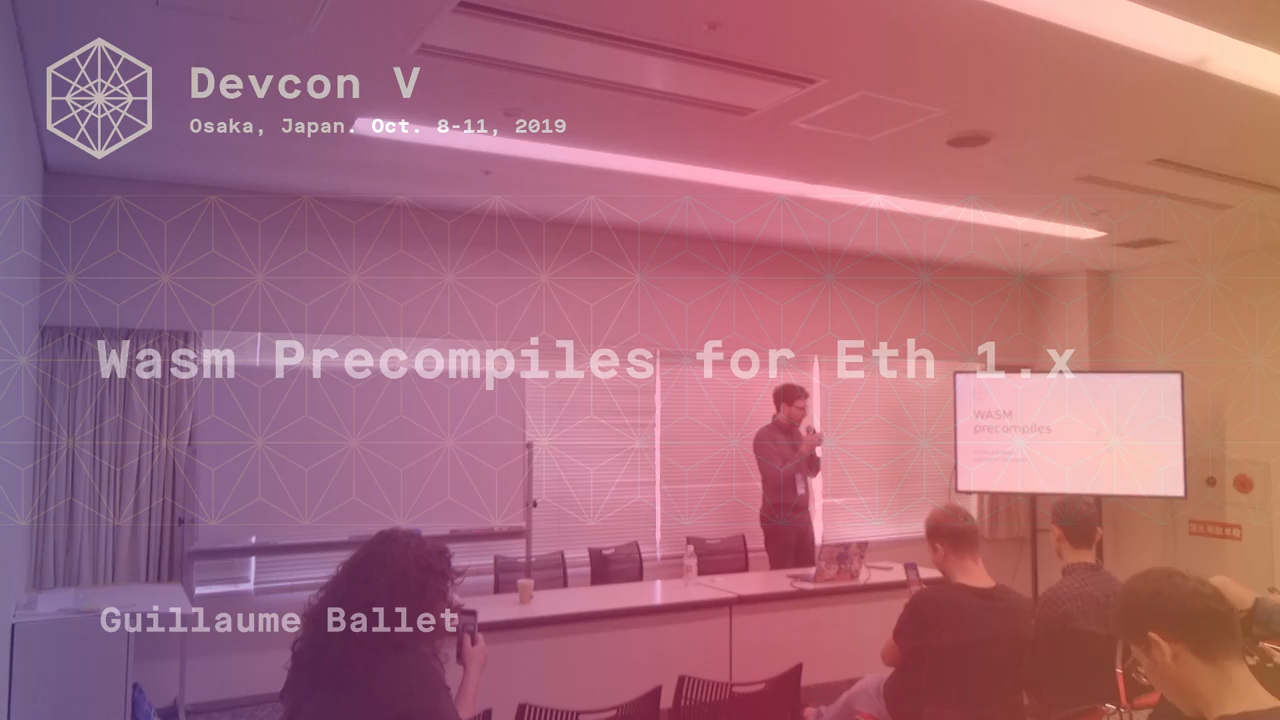 Devcon V
Osaka, Japan. Oct. 8-11, 2019
Wasm Precompiles for Eth 1.x
WASM
precompiles
Guillaume Ballet